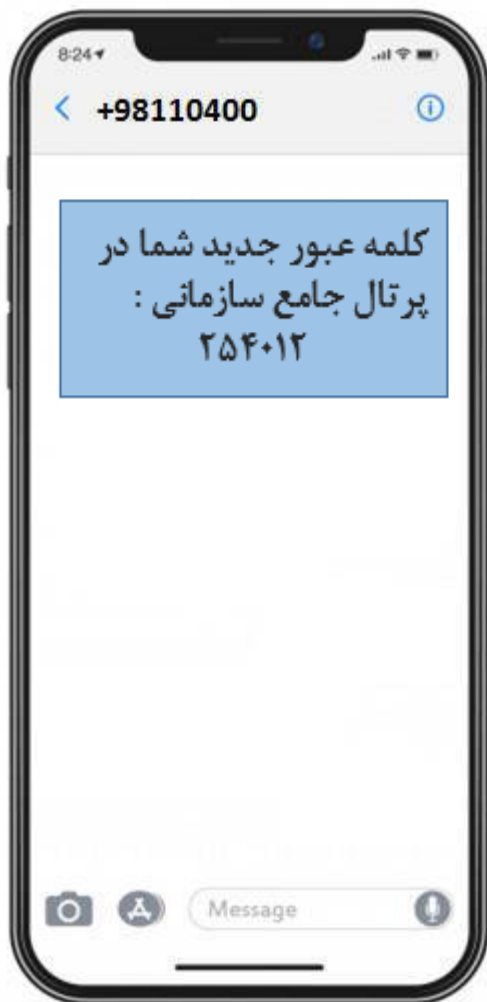 8:24
+98110400
کلمه عبور جدید شما در
پرتال جامع سازمانی :
۲۵۴۰۱۲
Message